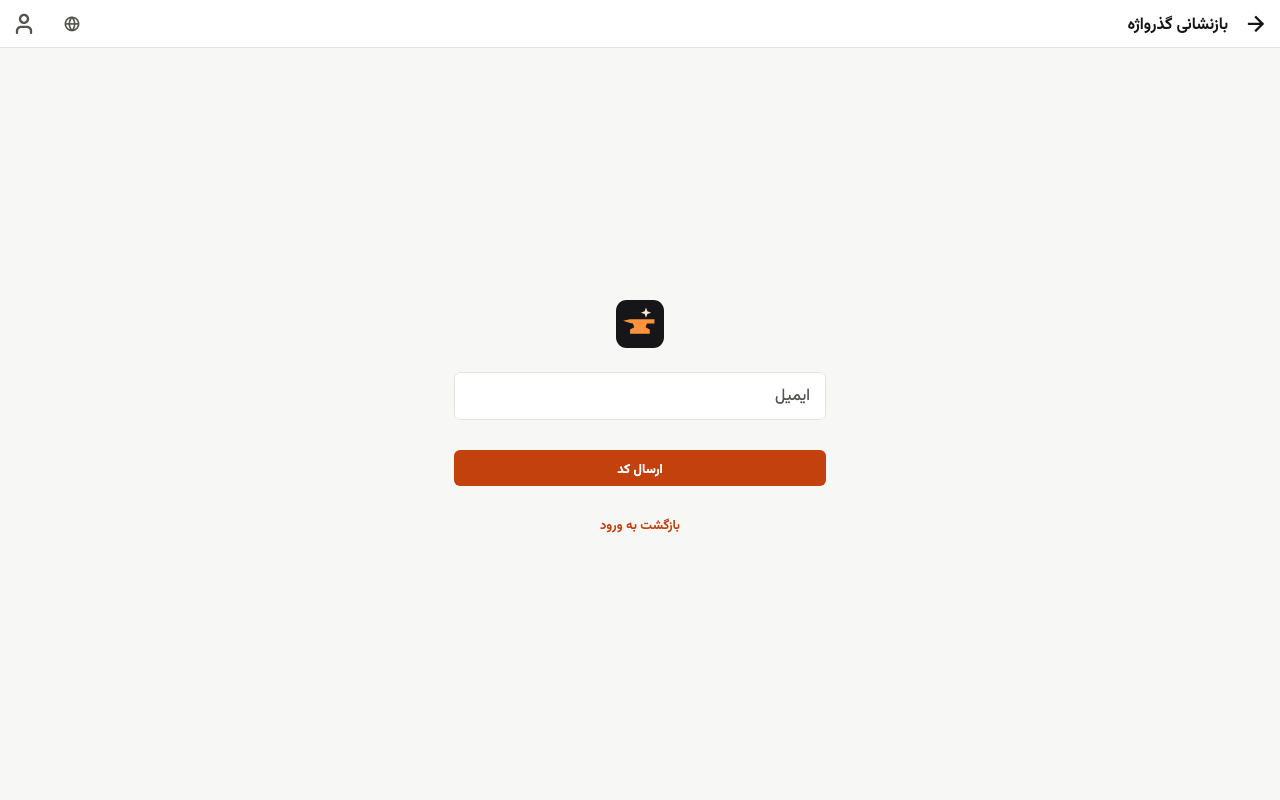 بازنشانی گذرواژه
ایمیل
ارسال کد
بازگشت به ورود